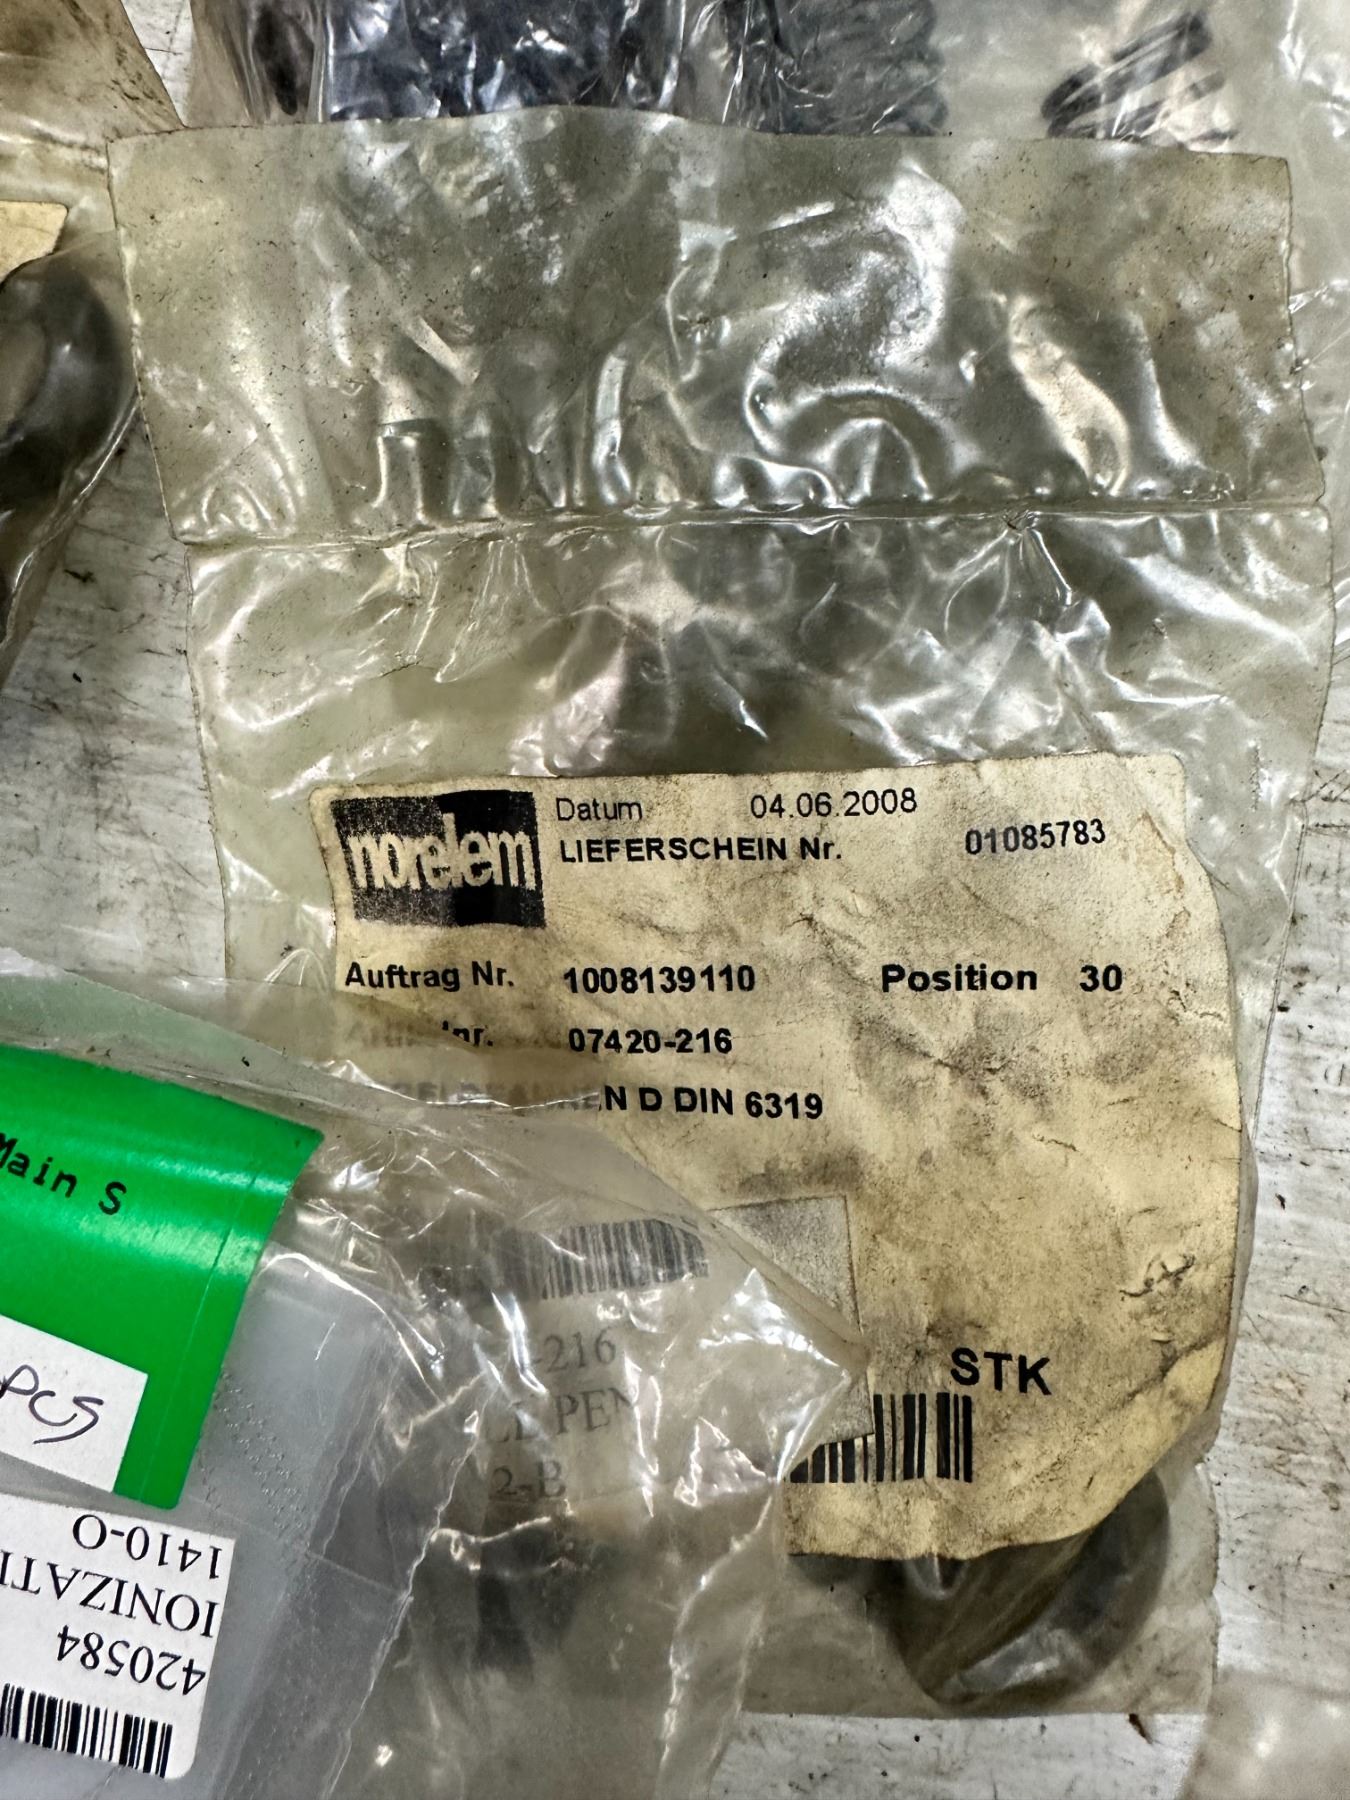 norelem
Datum 04.06.2008
LIEFERSCHEIN Nr. 01085783
Auftrag Nr. 1008139110 Position 30
07420-216
D DIN 6319
-216
2-B
STK
Main S
PCS
1410-O
420584